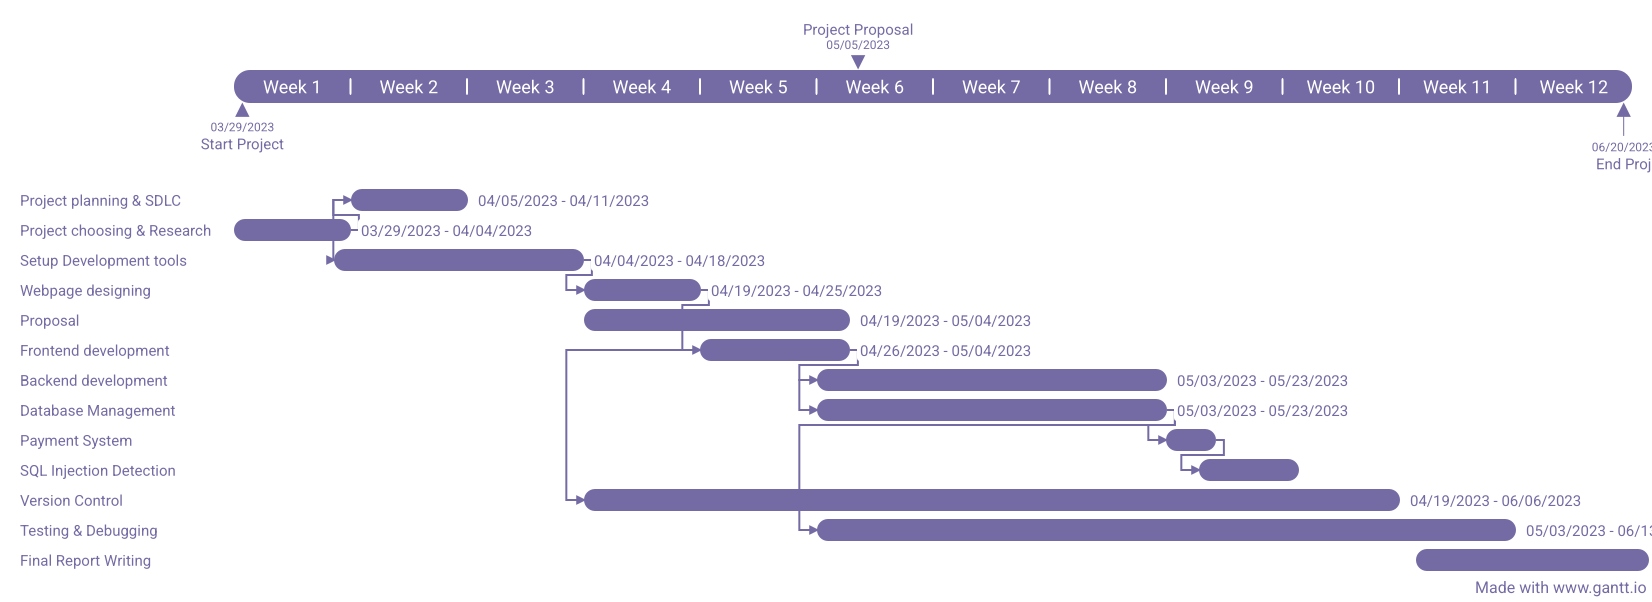 Project Proposal
05/05/2023
Week 1 Week 2 Week 3 Week 4 Week 5 Week 6 Week 7 Week 8 Week 9 Week 10 Week 11 Week 12
03/29/2023
Start Project
06/20/2023
End Proj
Project planning & SDLC 04/05/2023 - 04/11/2023
Project choosing & Research 03/29/2023 - 04/04/2023
Setup Development tools 04/04/2023 - 04/18/2023
Webpage designing 04/19/2023 - 04/25/2023
Proposal 04/19/2023 - 05/04/2023
Frontend development 04/26/2023 - 05/04/2023
Backend development 05/03/2023 - 05/23/2023
Database Management 05/03/2023 - 05/23/2023
Payment System
SQL Injection Detection
Version Control 04/19/2023 - 06/06/2023
Testing & Debugging 05/03/2023 - 06/13
Final Report Writing
Made with www.gantt.io